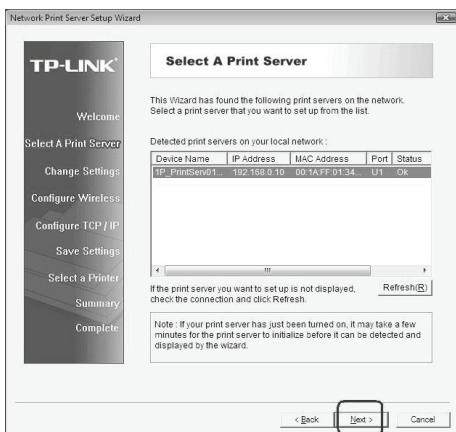 Network Print Server Setup Wizard
TP-LINK
Welcome
Select A Print Server
Change Settings
Configure Wireless
Configure TCP / IP
Save Settings
Select a Printer
Summary
Complete
Select A Print Server
This Wizard has found the following print servers on the network.
Select a print server that you want to set up from the list.
Detected print servers on your local network :
Device Name IP Address MAC Address Port Status
1P_PrintServ01... 192.168.0.10 00:1A:FF:01:34... U1 Ok
If the print server you want to set up is not displayed,
check the connection and click Refresh.
Refresh(R)
Note : If your print server has just been turned on, it may take a few
minutes for the print server to initialize before it can be detected and
displayed by the wizard.
< Back Next > Cancel